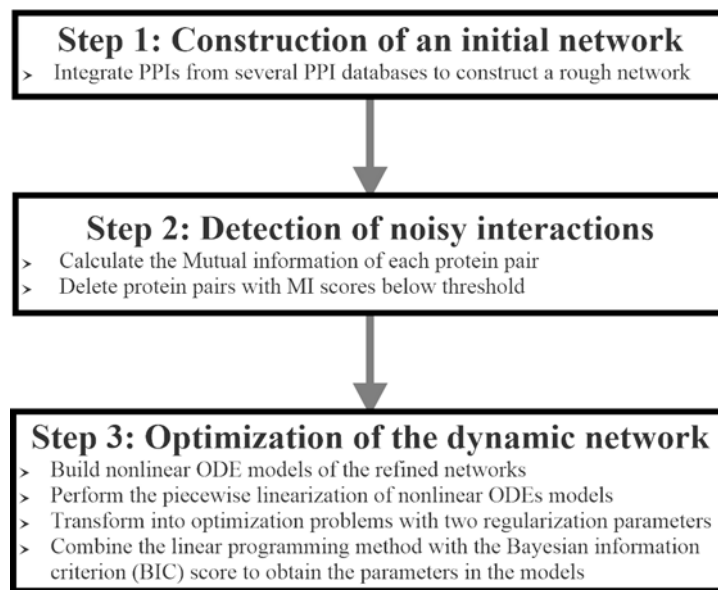 Step 1: Construction of an initial network
➢ Integrate PPIs from several PPI databases to construct a rough network
Step 2: Detection of noisy interactions
➢ Calculate the Mutual information of each protein pair
➢ Delete protein pairs with MI scores below threshold
Step 3: Optimization of the dynamic network
➢ Build nonlinear ODE models of the refined networks
➢ Perform the piecewise linearization of nonlinear ODEs models
➢ Transform into optimization problems with two regularization parameters
➢ Combine the linear programming method with the Bayesian information
criterion (BIC) score to obtain the parameters in the models